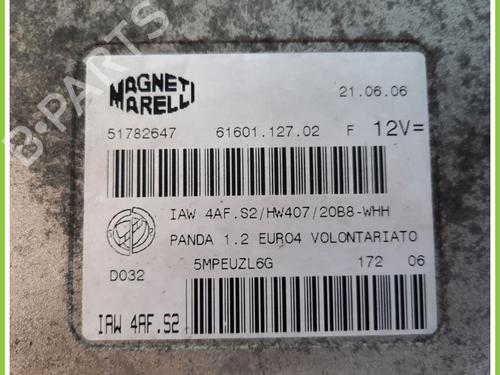 MAGNETI
MARELLI
21.06.06
51782647 61601.127.02 F 12V=
IAW 4AF.S2/HW407/20B8-WHH
PANDA 1.2 EURO4 VOLONTARIATO
D032 5MPEUZL6G 172 06
IAW 4AF.S2
B-PARTS